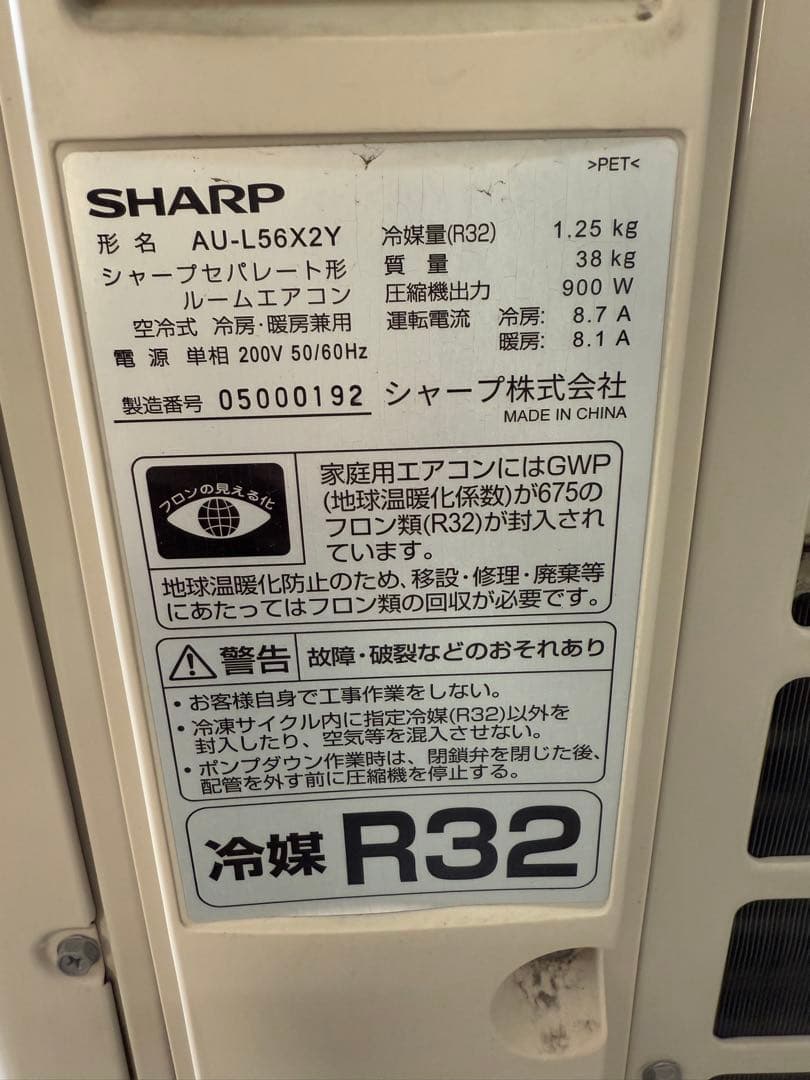 >PET<
SHARP
形名 AU-L56X2Y
シャープセパレート形
ルームエアコン
空冷式 冷房・暖房兼用
電源 単相 200V 50/60Hz
製造番号 05000192
冷媒量(R32) 1.25 kg
質量 38 kg
圧縮機出力 900 W
運転電流 冷房: 8.7 A
暖房: 8.1 A
シャープ株式会社
MADE IN CHINA
フロンの見える化
家庭用エアコンにはGWP
(地球温暖化係数)が675の
フロン類(R32)が封入され
ています。
地球温暖化防止のため、移設・修理・廃棄等
にあたってはフロン類の回収が必要です。
警告 故障・破裂などのおそれあり
・お客様自身で工事作業をしない。
・冷凍サイクル内に指定冷媒(R32)以外を
封入したり、空気等を混入させない。
・ポンプダウン作業時は、閉鎖弁を閉じた後、
配管を外す前に圧縮機を停止する。
冷媒 R32